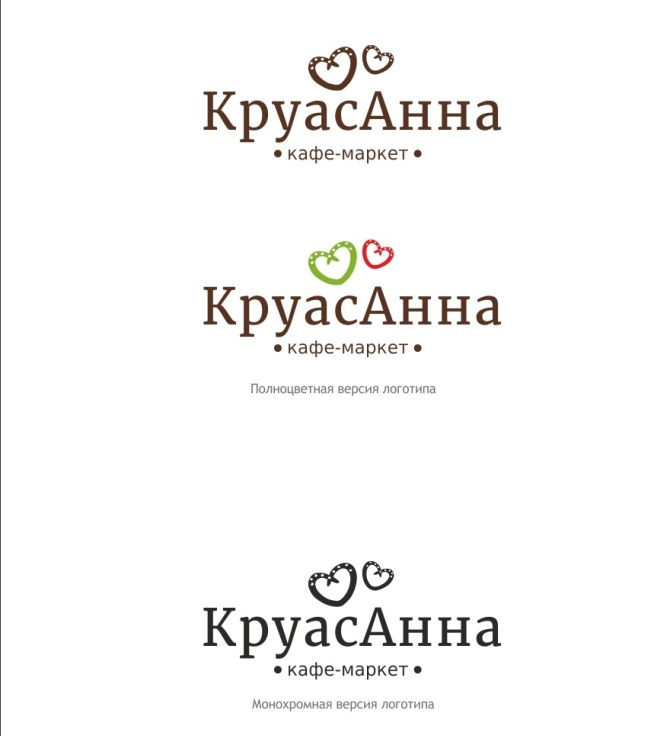 КруасАнна
• кафе-маркет •
КруасАнна
• кафе-маркет •
Полноцветная версия логотипа
КруасАнна
• кафе-маркет •
Монохромная версия логотипа